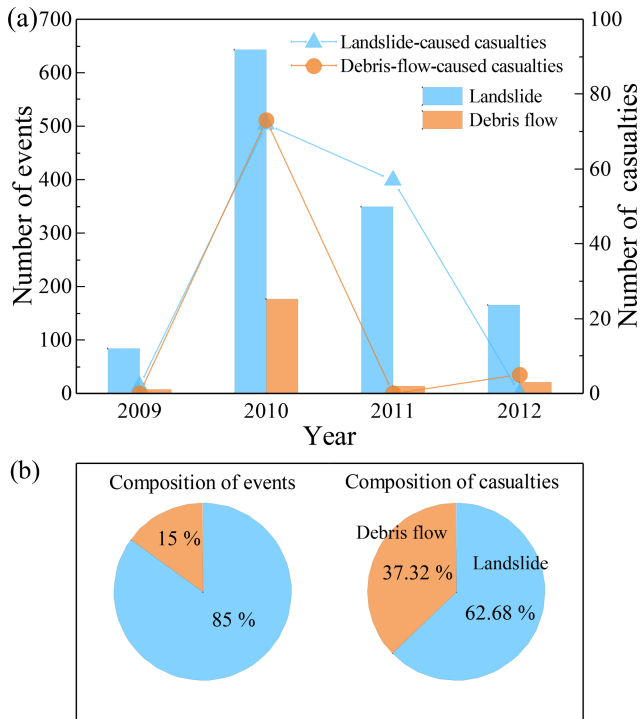 (a)
700
600
500
400
300
200
100
0
Number of events
Landslide-caused casualties
Debris-flow-caused casualties
Landslide
Debris flow
100
80
60
40
20
0
Number of casualties
2009 2010 2011 2012
Year
(b)
Composition of events
15 %
85 %
Composition of casualties
Debris flow
37.32 %
Landslide
62.68 %